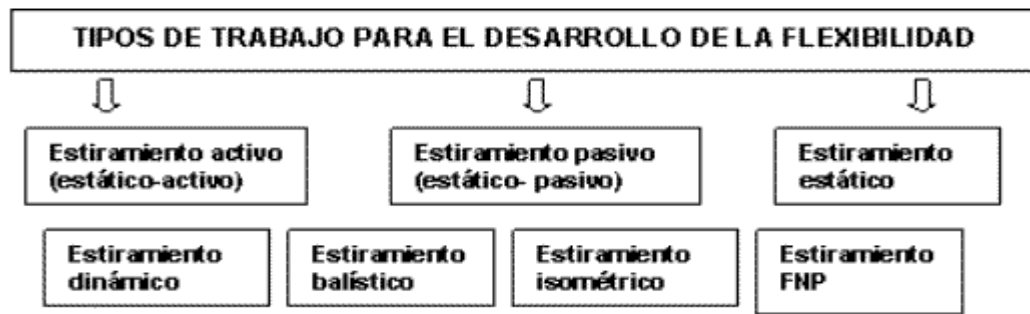 TIPOS DE TRABAJO PARA EL DESARROLLO DE LA FLEXIBILIDAD
Estiramiento activo
(estático-activo)
Estiramiento pasivo
(estático- pasivo)
Estiramiento
estático
Estiramiento
dinámico
Estiramiento
balístico
Estiramiento
isométrico
Estiramiento
FNP